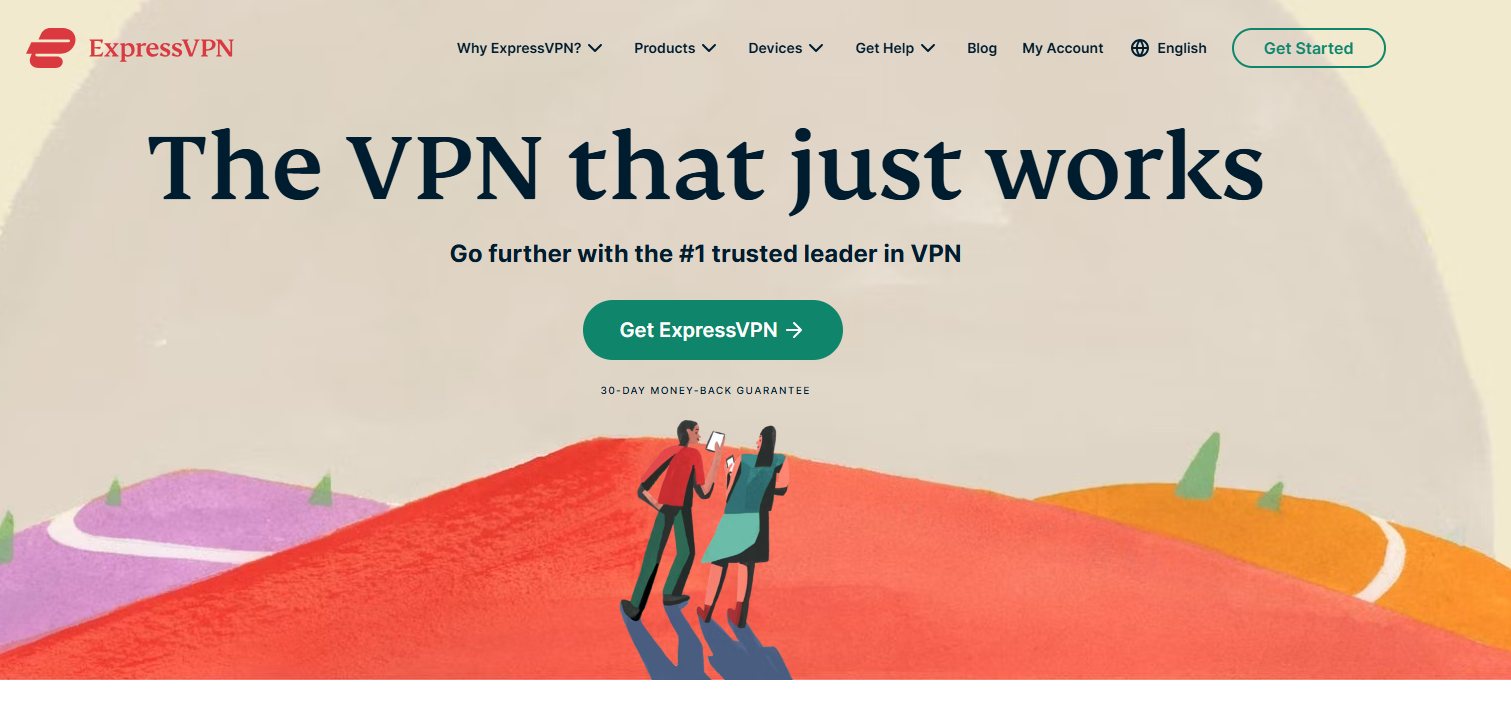 ExpressVPN
Why ExpressVPN? Products Devices Get Help Blog My Account English Get Started
The VPN that just works
Go further with the #1 trusted leader in VPN
Get ExpressVPN →
30-DAY MONEY-BACK GUARANTEE